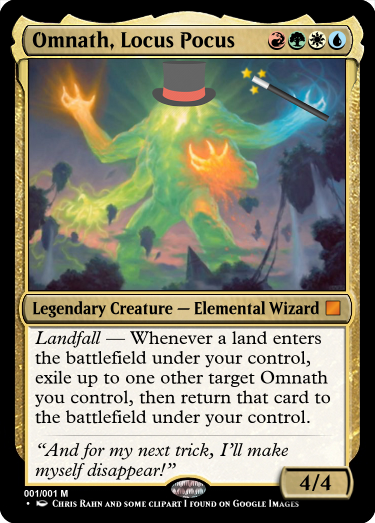 Omnath, Locus Pocus
Legendary Creature — Elemental Wizard
Landfall — Whenever a land enters
the battlefield under your control,
exile up to one other target Omnath
you control, then return that card to
the battlefield under your control.
“And for my next trick, I’ll make
myself disappear!”
4/4
001/001 M
• Chris Rahn and some clipart I found on Google Images